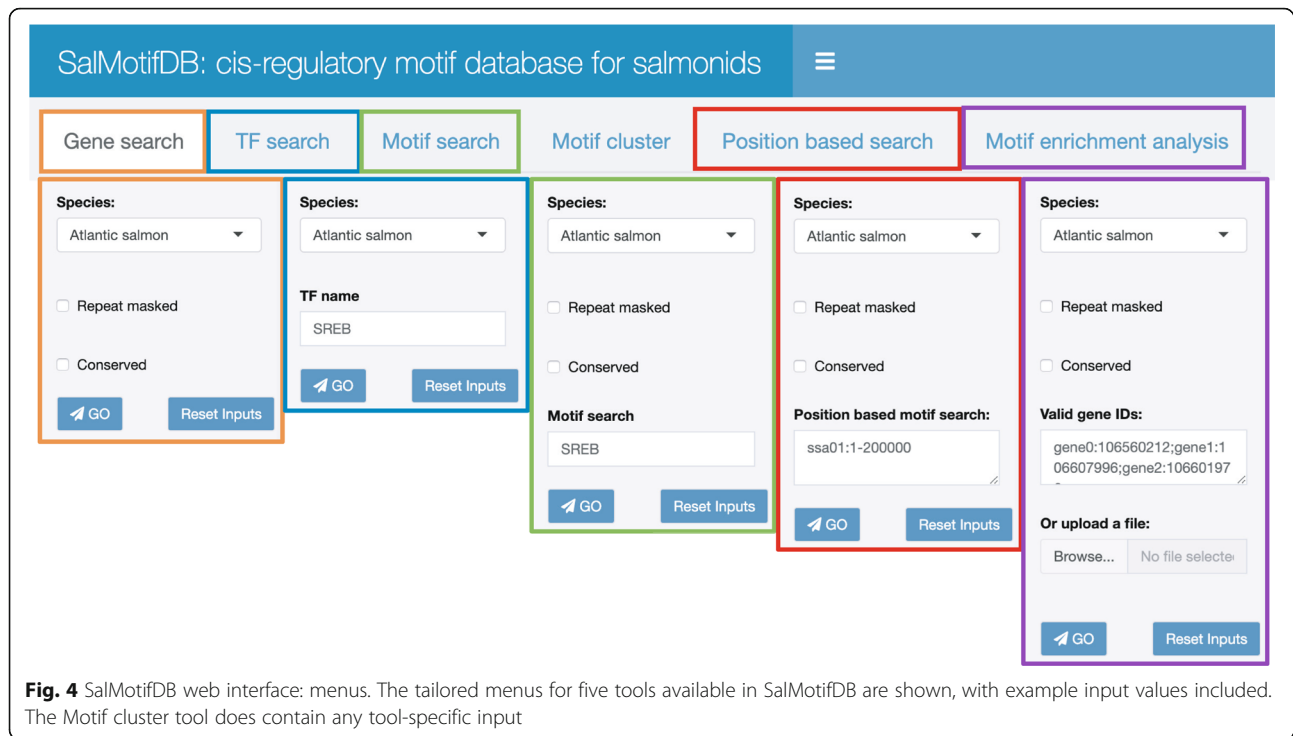 SalMotifDB: cis-regulatory motif database for salmonids
Gene search
TF search
Motif search
Motif cluster
Position based search
Motif enrichment analysis
Species:
Atlantic salmon
Repeat masked
Conserved
GO
Reset Inputs
Species:
Atlantic salmon
TF name
SREB
GO
Reset Inputs
Species:
Atlantic salmon
Repeat masked
Conserved
Motif search
SREB
GO
Reset Inputs
Species:
Atlantic salmon
Repeat masked
Conserved
Position based motif search:
ssa01:1-200000
GO
Reset Inputs
Species:
Atlantic salmon
Repeat masked
Conserved
Valid gene IDs:
gene0:106560212;gene1:1
06607996;gene2:10660197
Or upload a file:
Browse...
No file selecte
GO
Reset Inputs
Fig. 4 SalMotifDB web interface: menus. The tailored menus for five tools available in SalMotifDB are shown, with example input values included.
The Motif cluster tool does contain any tool-specific input